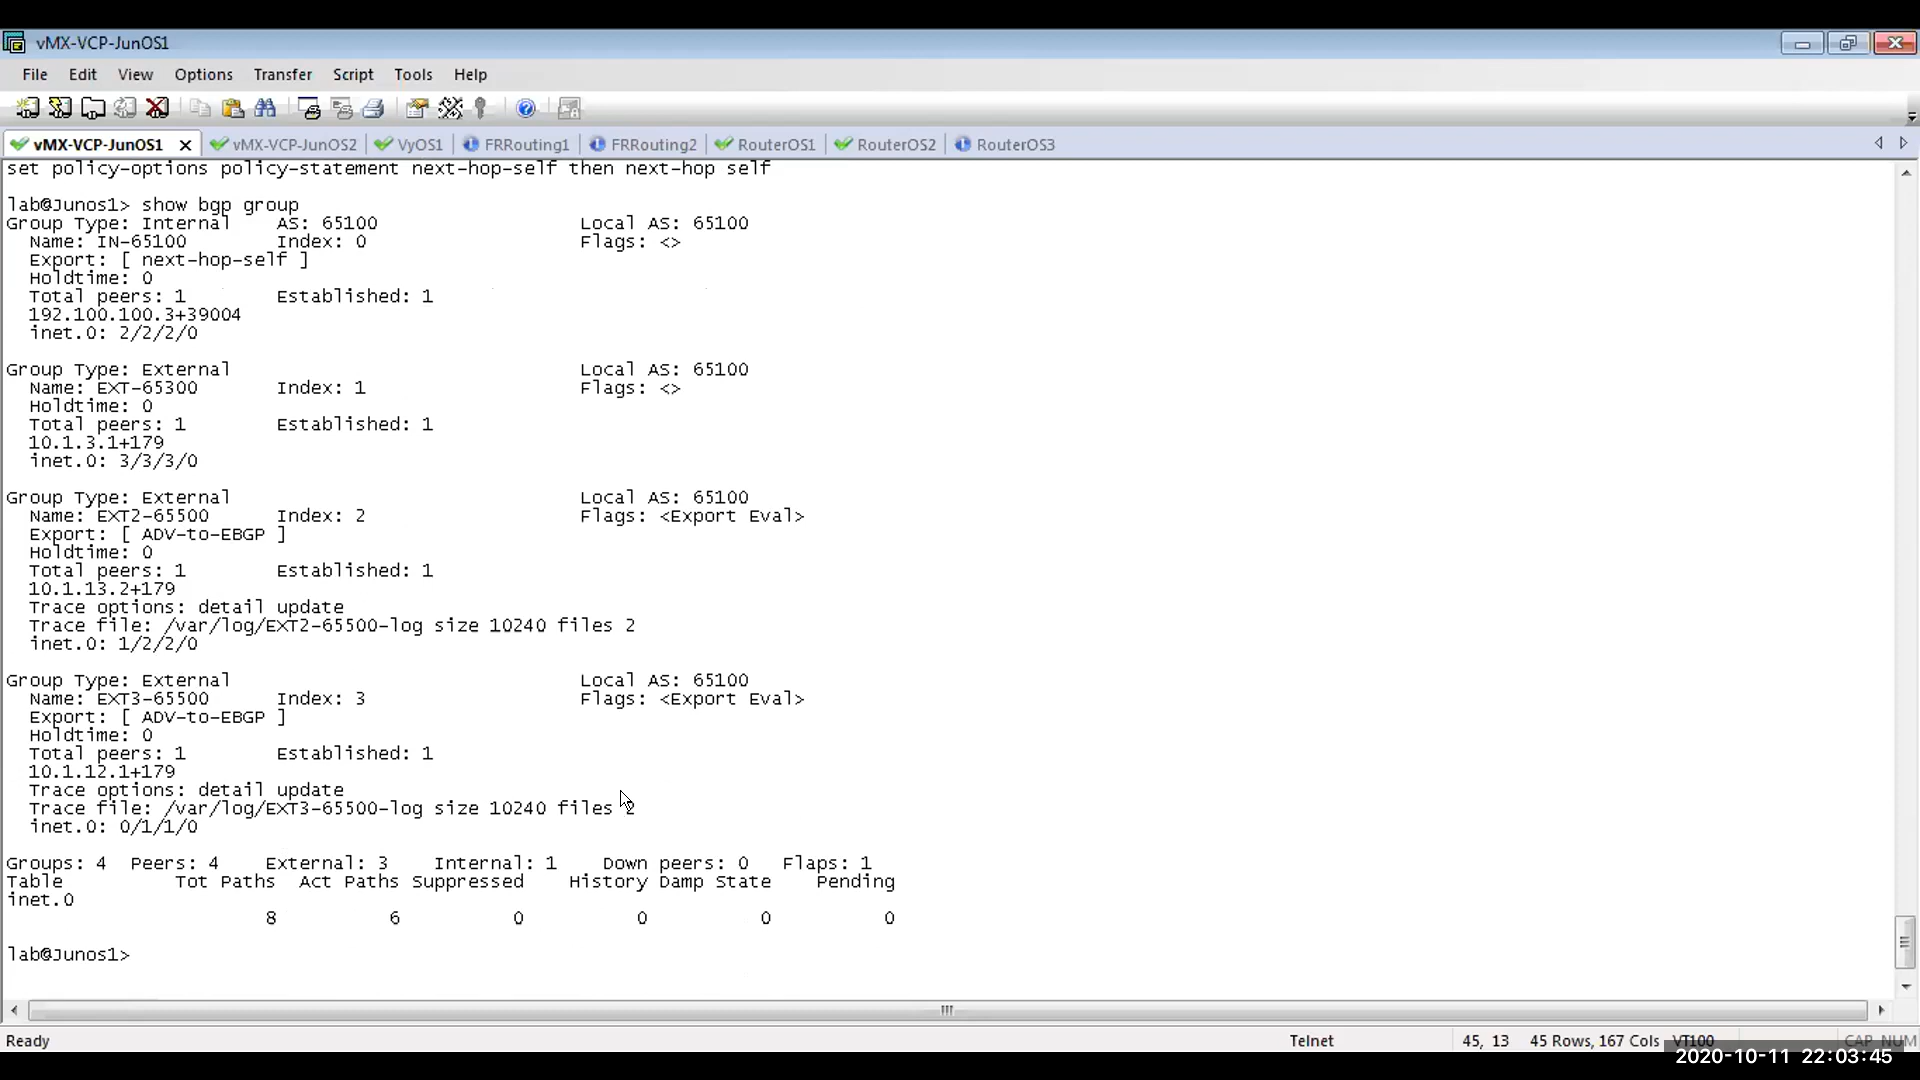 vMX-VCP-JunOS1
File Edit View Options Transfer Script Tools Help
vMX-VCP-JunOS1 vMX-VCP-JunOS2 VyOS1 FRRouting1 FRRouting2 RouterOS1 RouterOS2 RouterOS3
set policy-options policy-statement next-hop-self then next-hop self
lab@Junos1> show bgp group
Group Type: Internal    AS: 65100                  Local AS: 65100
  Name: IN-65100        Index: 0                   Flags: <>
  Export: [ next-hop-self ]
  Holdtime: 0
  Total peers: 1        Established: 1
  192.100.100.3+39004
  inet.0: 2/2/2/0
Group Type: External                               Local AS: 65100
  Name: EXT-65300       Index: 1                   Flags: <>
  Holdtime: 0
  Total peers: 1        Established: 1
  10.1.3.1+179
  inet.0: 3/3/3/0
Group Type: External                               Local AS: 65100
  Name: EXT2-65500      Index: 2                   Flags: <Export Eval>
  Export: [ ADV-to-EBGP ]
  Holdtime: 0
  Total peers: 1        Established: 1
  10.1.13.2+179
  Trace options: detail update
  Trace file: /var/log/EXT2-65500-log size 10240 files 2
  inet.0: 1/2/2/0
Group Type: External                               Local AS: 65100
  Name: EXT3-65500      Index: 3                   Flags: <Export Eval>
  Export: [ ADV-to-EBGP ]
  Holdtime: 0
  Total peers: 1        Established: 1
  10.1.12.1+179
  Trace options: detail update
  Trace file: /var/log/EXT3-65500-log size 10240 files 2
  inet.0: 0/1/1/0
Groups: 4  Peers: 4    External: 3    Internal: 1    Down peers: 0   Flaps: 1
Table          Tot Paths  Act Paths Suppressed    History Damp State    Pending
inet.0
                       8          6          0          0          0          0
lab@Junos1>
Ready Telnet 45, 13 45 Rows, 167 Cols VT100 CAP NUM
2020-10-11 22:03:45